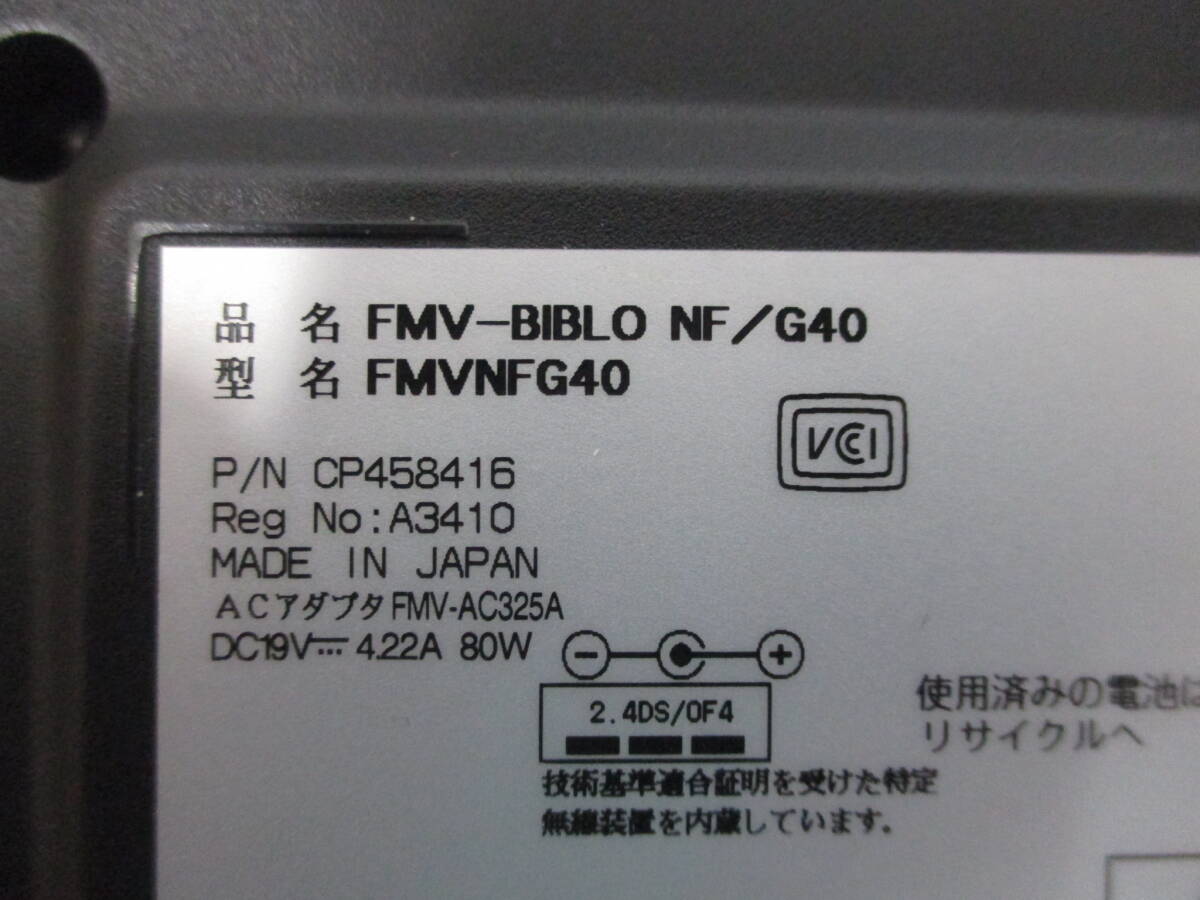 品 名 FMV-BIBLO NF/G40
型 名 FMVNFG40
VCCI
P/N CP458416
Reg No:A3410
MADE IN JAPAN
ACアダプタ FMV-AC325A
DC19V⎓ 4.22A 80W
2.4DS/OF4
使用済みの電池は
リサイクルへ
技術基準適合証明を受けた特定
無線装置を内蔵しています。